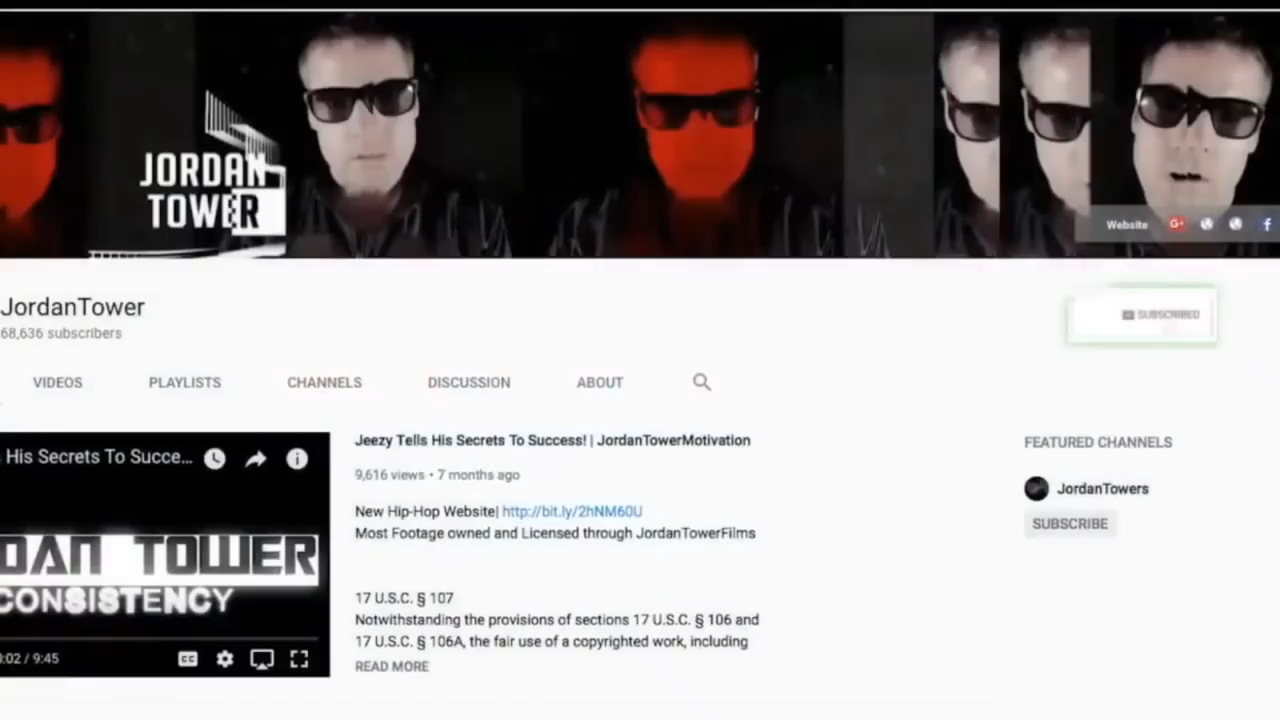 JORDAN
TOWER
Website
JordanTower
68,636 subscribers
SUBSCRIBED
VIDEOS PLAYLISTS CHANNELS DISCUSSION ABOUT
His Secrets To Succe...
DAN TOWER
CONSISTENCY
0:02 / 9:45
CC
Jeezy Tells His Secrets To Success! | JordanTowerMotivation
9,616 views • 7 months ago
New Hip-Hop Website| http://bit.ly/2hNM60U
Most Footage owned and Licensed through JordanTowerFilms
17 U.S.C. § 107
Notwithstanding the provisions of sections 17 U.S.C. § 106 and
17 U.S.C. § 106A, the fair use of a copyrighted work, including
READ MORE
FEATURED CHANNELS
JordanTowers
SUBSCRIBE